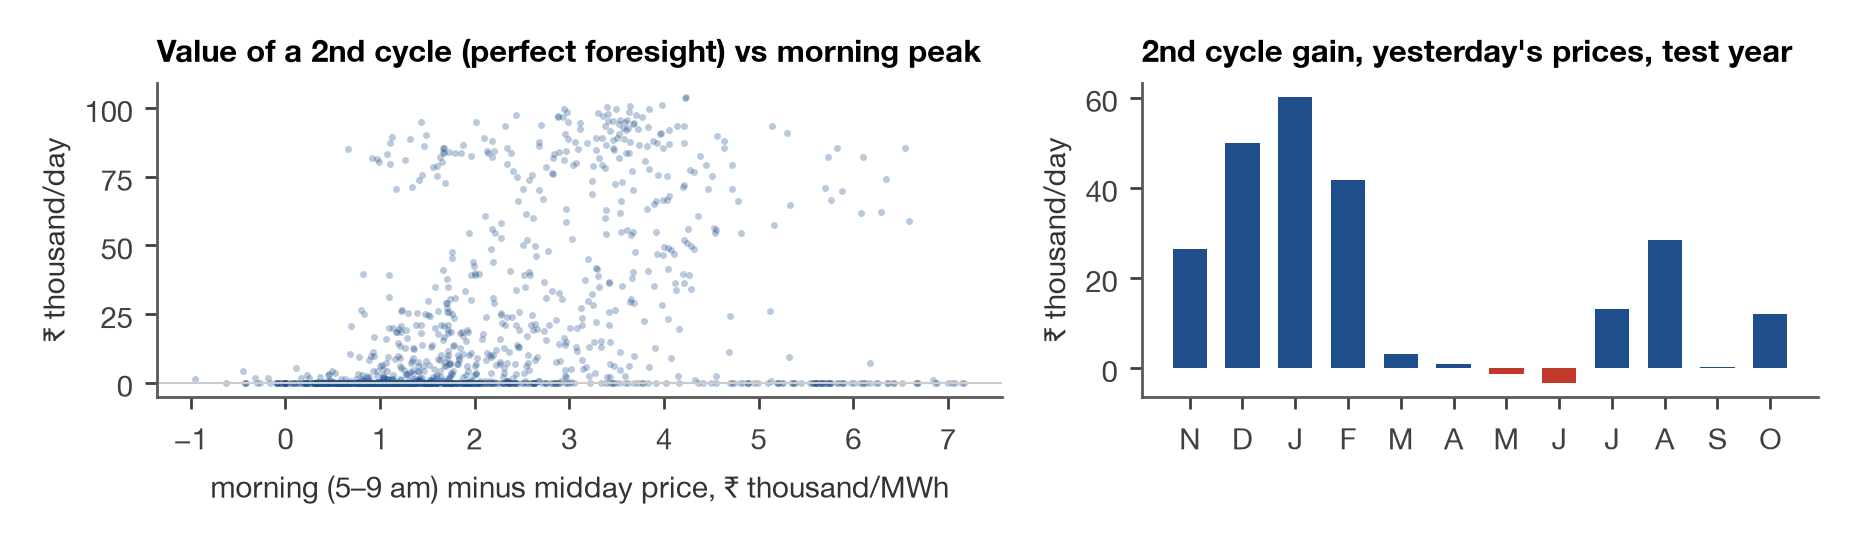 Value of a 2nd cycle (perfect foresight) vs morning peak
₹ thousand/day
100
75
50
25
0
−1 0 1 2 3 4 5 6 7
morning (5–9 am) minus midday price, ₹ thousand/MWh
2nd cycle gain, yesterday's prices, test year
₹ thousand/day
60
40
20
0
N D J F M A M J J A S O